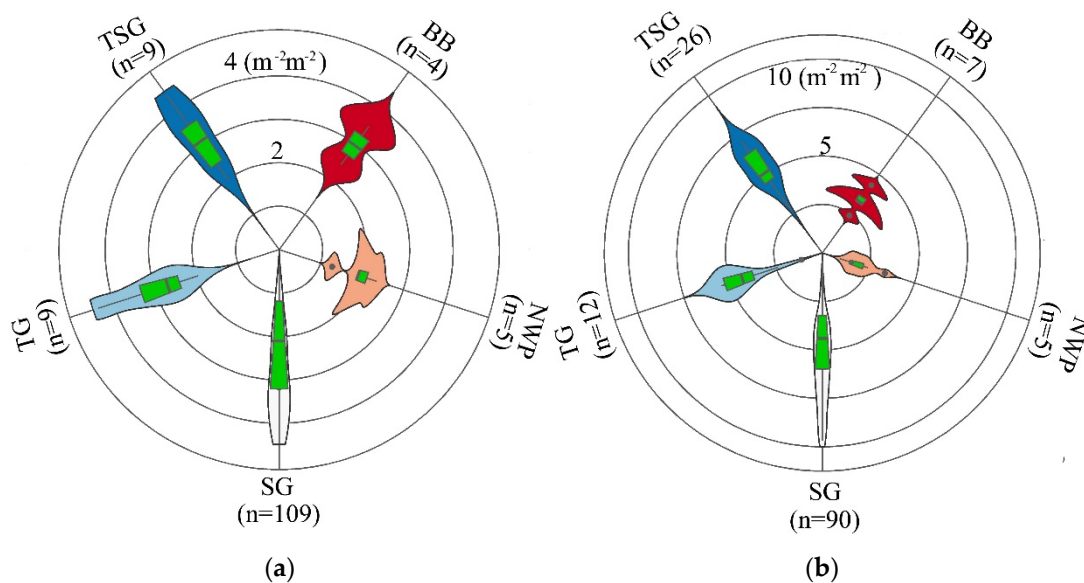 TSG
(n=9)
BB
(n=4)
4 (m⁻²m⁻²)
2
TG
(n=9)
NWP
(n=5)
SG
(n=109)
(a)
TSG
(n=26)
BB
(n=7)
10 (m⁻²m⁻²)
5
TG
(n=12)
NWP
(n=5)
SG
(n=90)
(b)